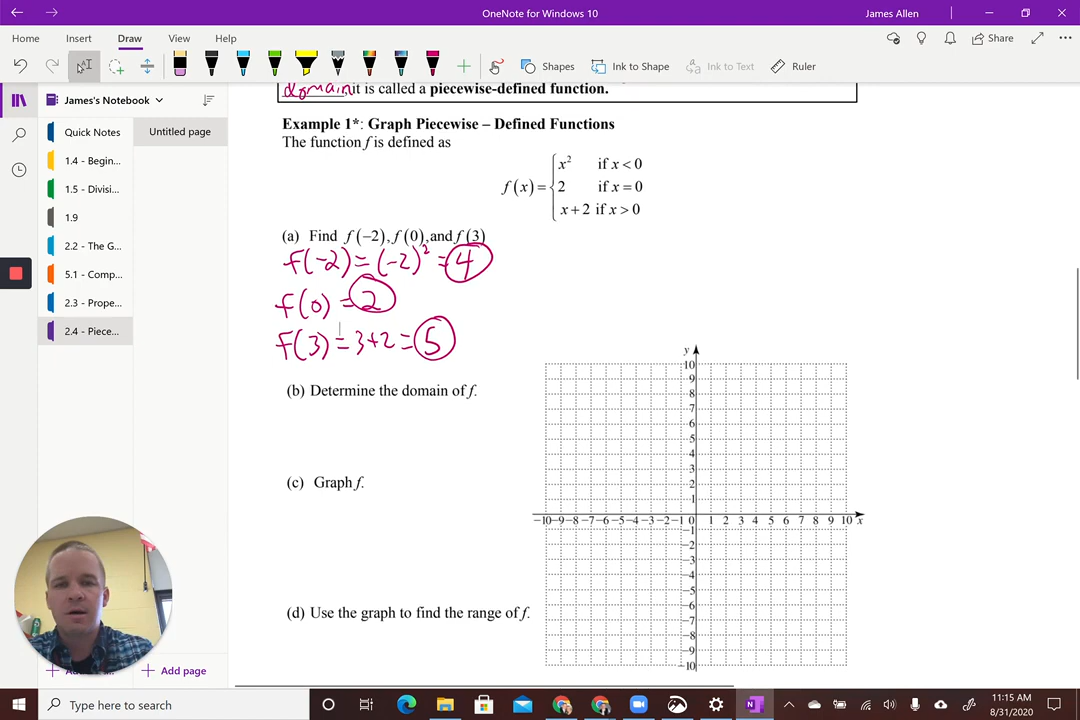 OneNote for Windows 10
James Allen
Home Insert Draw View Help
Share
Shapes Ink to Shape Ink to Text Ruler
James's Notebook
Quick Notes
1.4 - Begin...
1.5 - Divisi...
1.9
2.2 - The G...
5.1 - Comp...
2.3 - Prope...
2.4 - Piece...
Untitled page
Add page
domain, it is called a piecewise-defined function.
Example 1*: Graph Piecewise – Defined Functions
The function f is defined as
x² if x < 0
f(x) = { 2 if x = 0
x + 2 if x > 0
(a) Find f(−2), f(0), and f(3)
f(-2) = (-2)² = 4
f(0) = 2
f(3) = 3+2 = 5
(b) Determine the domain of f.
(c) Graph f.
(d) Use the graph to find the range of f.
y
10
9
8
7
6
5
4
3
2
1
−10 −9 −8 −7 −6 −5 −4 −3 −2 −1 0 1 2 3 4 5 6 7 8 9 10 x
−1
−2
−3
−4
−5
−6
−7
−8
−9
−10
Type here to search
11:15 AM
8/31/2020